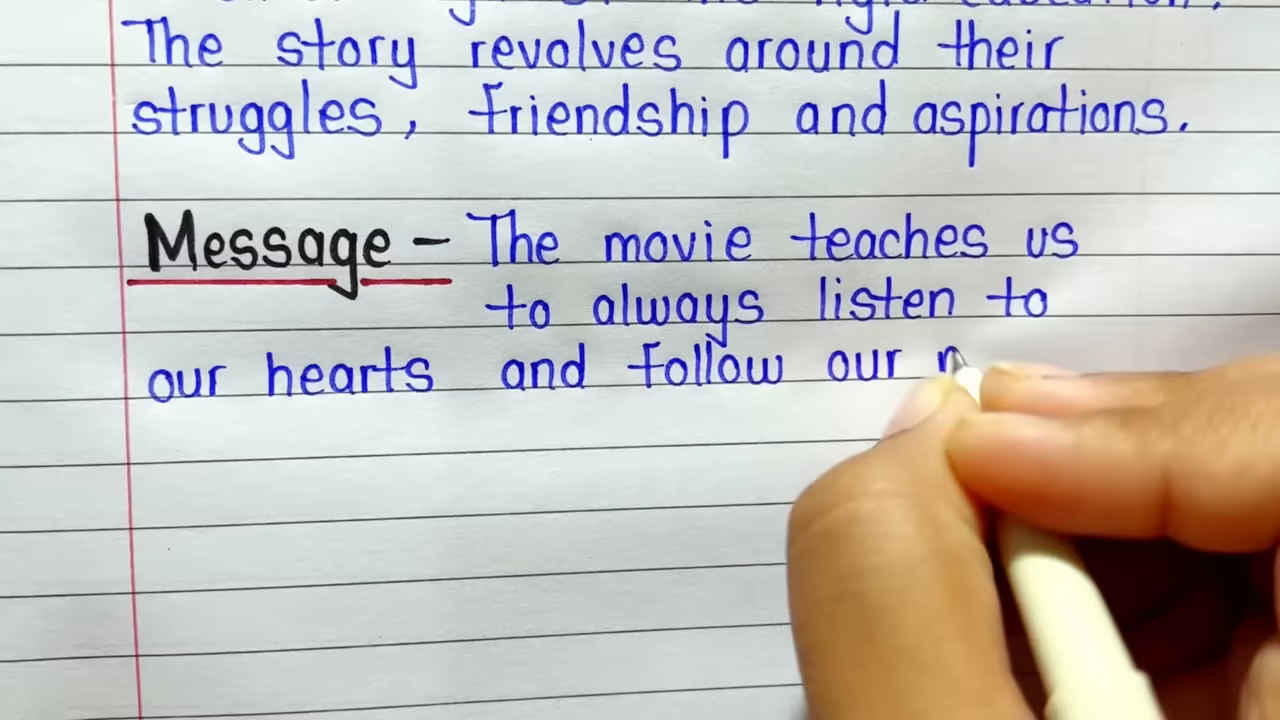 The story revolves around their
struggles, friendship and aspirations.
Message - The movie teaches us
to always listen to
our hearts and follow our